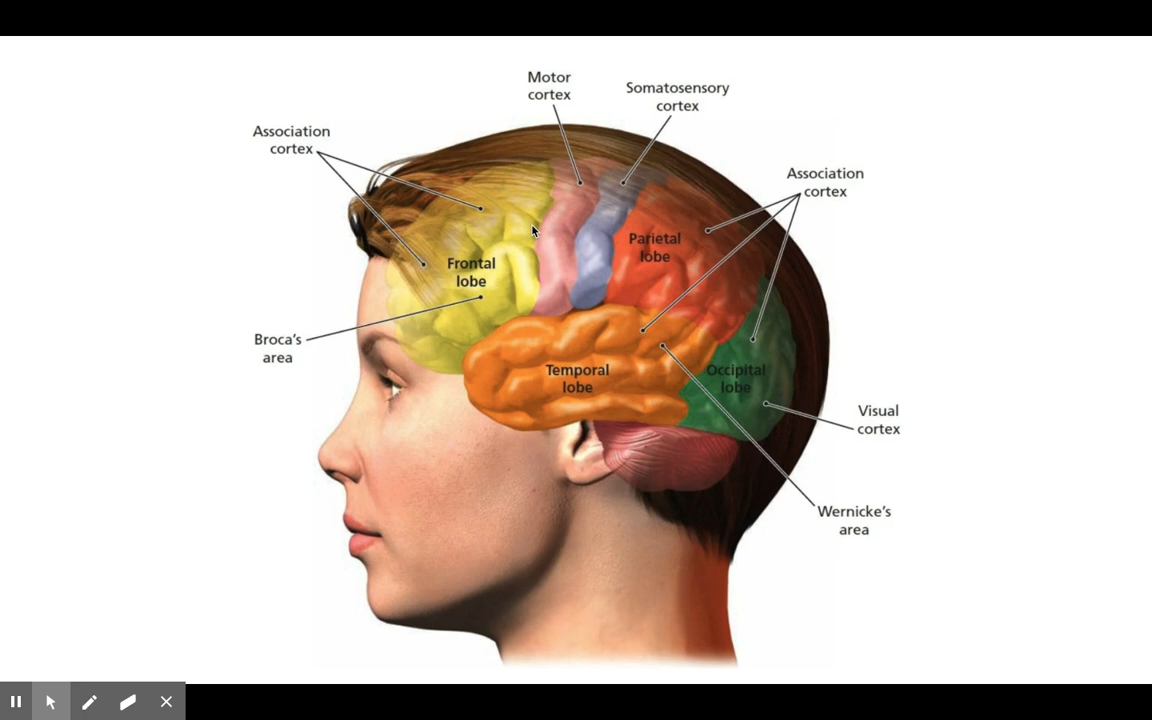 Motor
cortex
Somatosensory
cortex
Association
cortex
Association
cortex
Parietal
lobe
Frontal
lobe
Broca's
area
Temporal
lobe
Occipital
lobe
Visual
cortex
Wernicke's
area